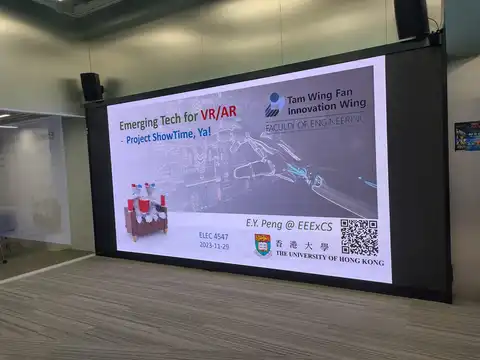 Emerging Tech for VR/AR
- Project ShowTime, Ya!
Tam Wing Fan
Innovation Wing
FACULTY OF ENGINEERING
E.Y. Peng @ EEExCS
ELEC 4547
2023-11-29
香港大學
THE UNIVERSITY OF HONG KONG